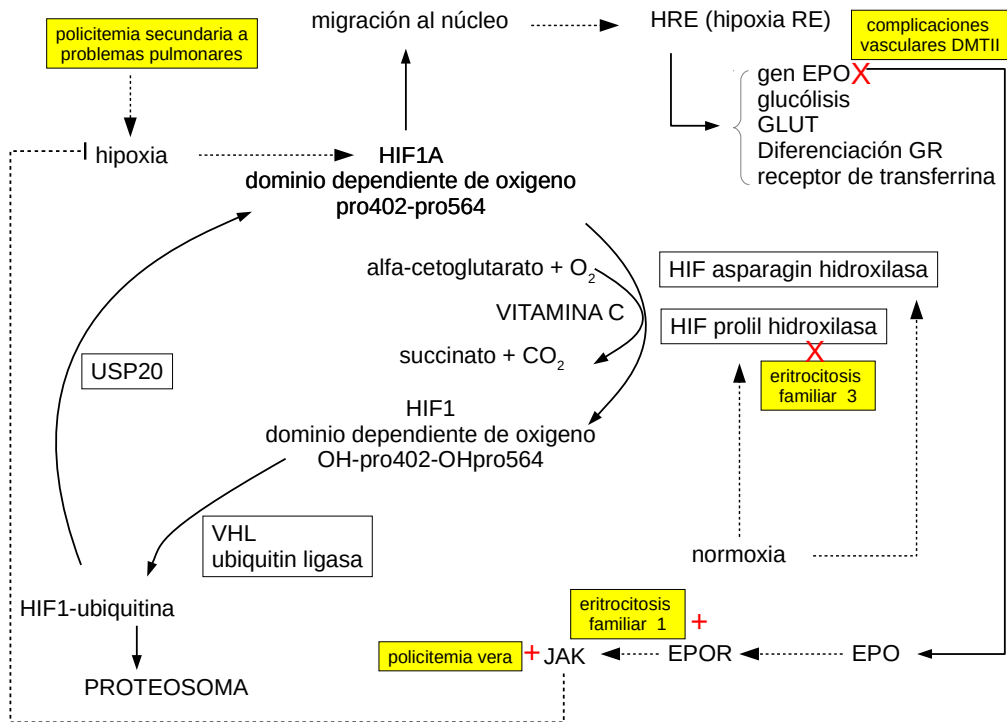 policitemia secundaria a
problemas pulmonares
migración al núcleo
HRE (hipoxia RE)
complicaciones
vasculares DMTII
gen EPO X
glucólisis
GLUT
Diferenciación GR
receptor de transferrina
hipoxia
HIF1A
dominio dependiente de oxigeno
pro402-pro564
alfa-cetoglutarato + O₂
VITAMINA C
succinato + CO₂
HIF asparagin hidroxilasa
HIF prolil hidroxilasa
X
eritrocitosis
familiar 3
USP20
HIF1
dominio dependiente de oxigeno
OH-pro402-OHpro564
VHL
ubiquitin ligasa
normoxia
HIF1-ubiquitina
PROTEOSOMA
eritrocitosis
familiar 1
+
policitemia vera
+ JAK
EPOR
EPO